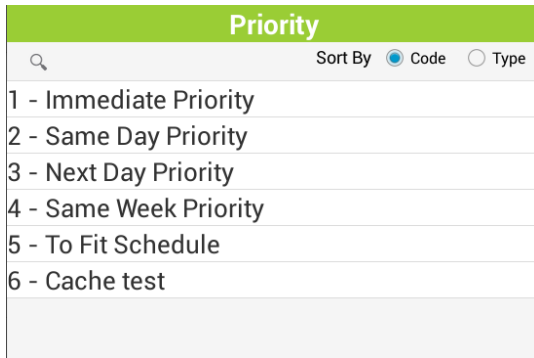 Priority
Sort By Code Type
1 - Immediate Priority
2 - Same Day Priority
3 - Next Day Priority
4 - Same Week Priority
5 - To Fit Schedule
6 - Cache test